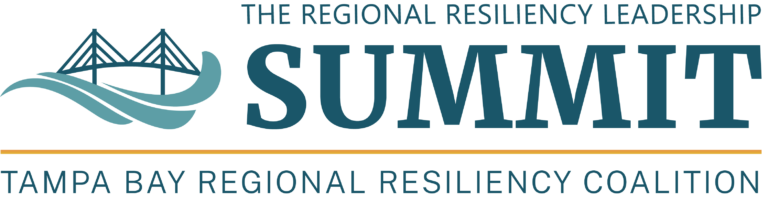 THE REGIONAL RESILIENCY LEADERSHIP
SUMMIT
TAMPA BAY REGIONAL RESILIENCY COALITION